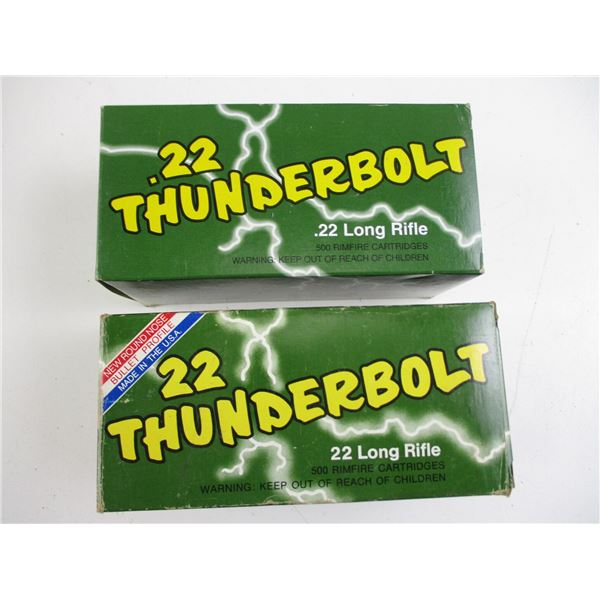 .22
THUNDERBOLT
.22 Long Rifle
500 RIMFIRE CARTRIDGES
WARNING: KEEP OUT OF REACH OF CHILDREN
NEW ROUND NOSE
BULLET PROFILE
MADE IN THE U.S.A.
22
THUNDERBOLT
22 Long Rifle
500 RIMFIRE CARTRIDGES
WARNING: KEEP OUT OF REACH OF CHILDREN